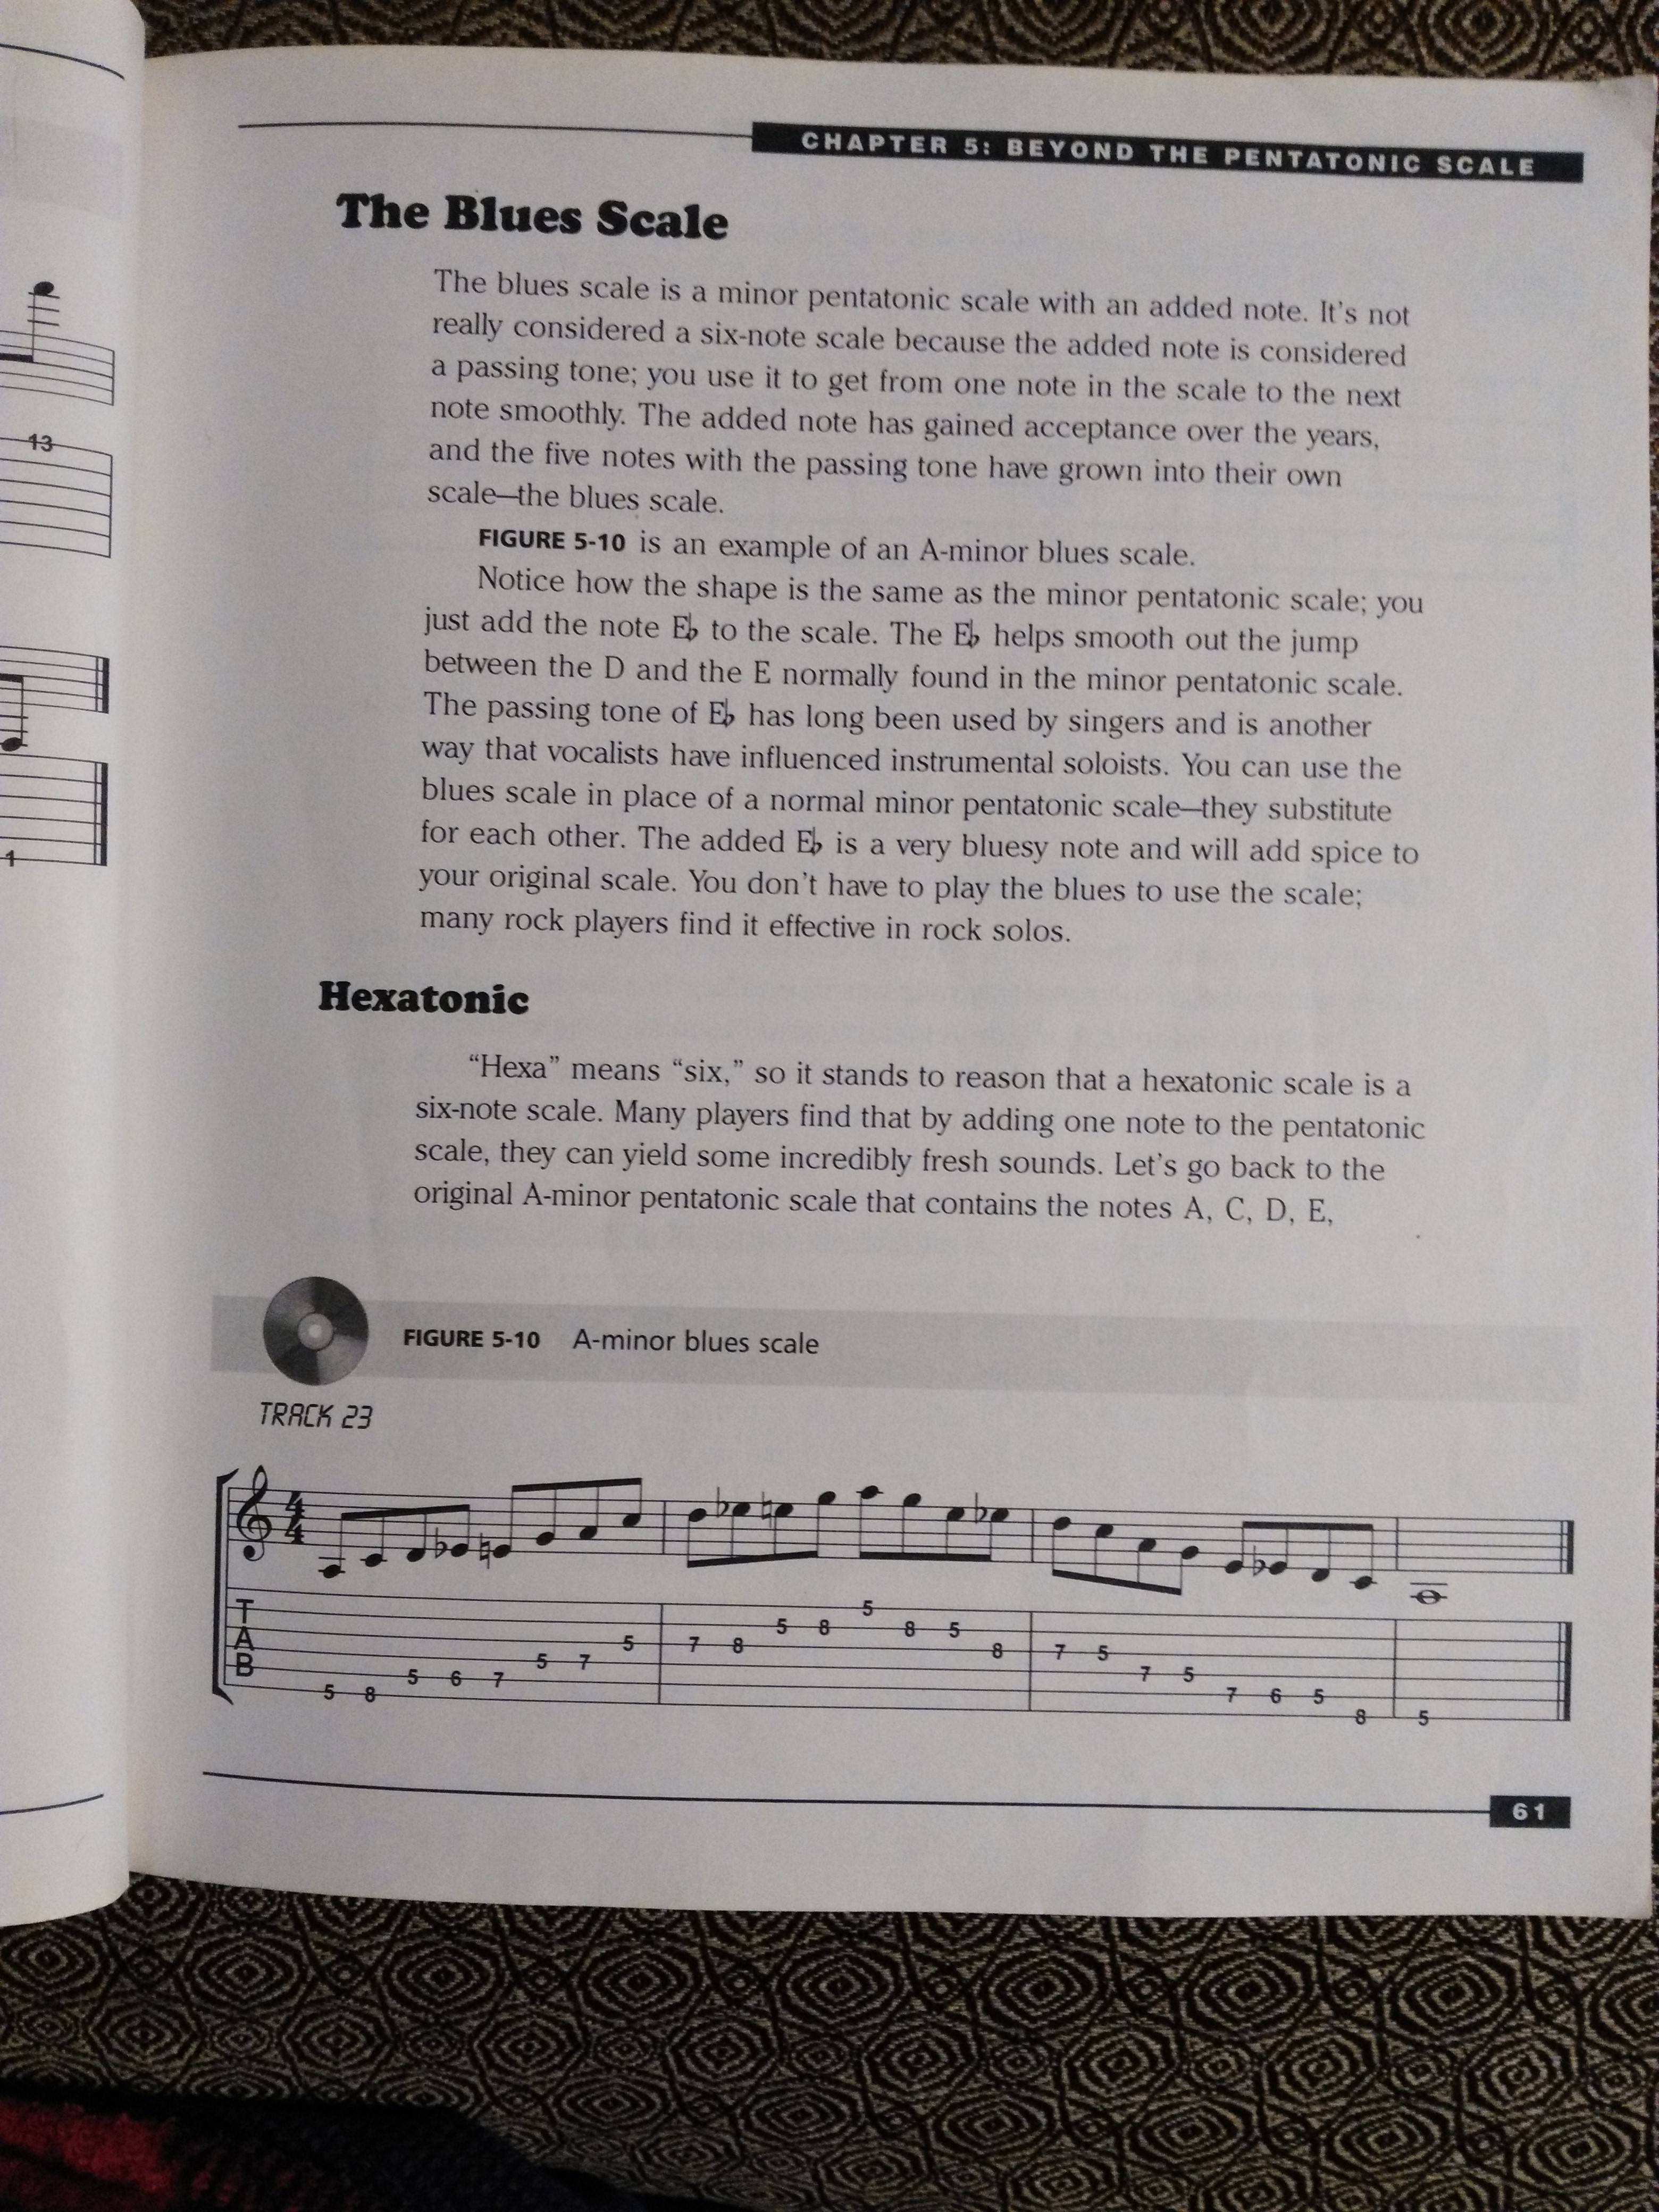 13
1
CHAPTER 5: BEYOND THE PENTATONIC SCALE
The Blues Scale
The blues scale is a minor pentatonic scale with an added note. It's not
really considered a six-note scale because the added note is considered
a passing tone; you use it to get from one note in the scale to the next
note smoothly. The added note has gained acceptance over the years,
and the five notes with the passing tone have grown into their own
scale—the blues scale.
FIGURE 5-10 is an example of an A-minor blues scale.
Notice how the shape is the same as the minor pentatonic scale; you
just add the note E♭ to the scale. The E♭ helps smooth out the jump
between the D and the E normally found in the minor pentatonic scale.
The passing tone of E♭ has long been used by singers and is another
way that vocalists have influenced instrumental soloists. You can use the
blues scale in place of a normal minor pentatonic scale—they substitute
for each other. The added E♭ is a very bluesy note and will add spice to
your original scale. You don't have to play the blues to use the scale;
many rock players find it effective in rock solos.
Hexatonic
“Hexa” means “six,” so it stands to reason that a hexatonic scale is a
six-note scale. Many players find that by adding one note to the pentatonic
scale, they can yield some incredibly fresh sounds. Let's go back to the
original A-minor pentatonic scale that contains the notes A, C, D, E,
FIGURE 5-10 A-minor blues scale
TRACK 23
4
4
T
A
B
5 8 5 6 7 5 7 5 7 8 5 8 5 8 5 8 7 5 7 5 7 6 5 8 5
61